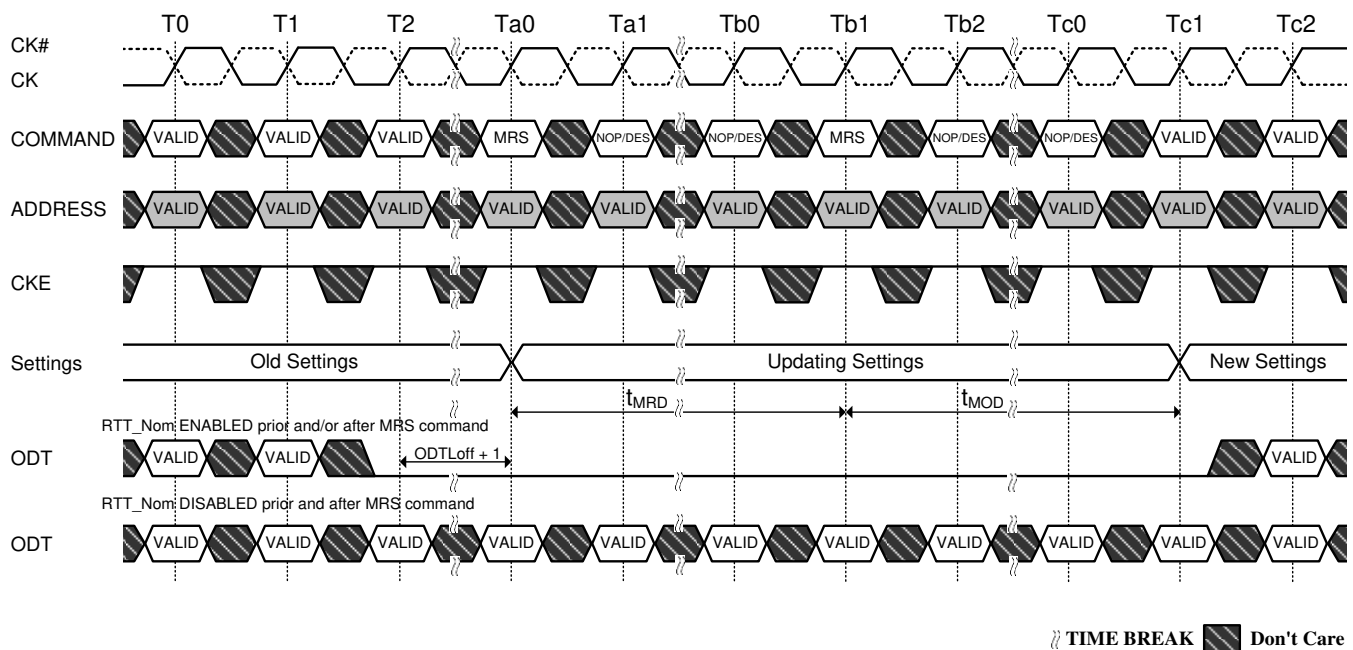 T0 T1 T2 Ta0 Ta1 Tb0 Tb1 Tb2 Tc0 Tc1 Tc2
CK#
CK
COMMAND VALID VALID VALID MRS NOP/DES NOP/DES MRS NOP/DES NOP/DES VALID VALID
ADDRESS VALID VALID VALID VALID VALID VALID VALID VALID VALID VALID VALID
CKE
Settings Old Settings Updating Settings New Settings
tMRD tMOD
RTT_Nom ENABLED prior and/or after MRS command
ODT VALID VALID ODTLoff + 1 VALID
RTT_Nom DISABLED prior and after MRS command
ODT VALID VALID VALID VALID VALID VALID VALID VALID VALID VALID VALID
TIME BREAK Don't Care